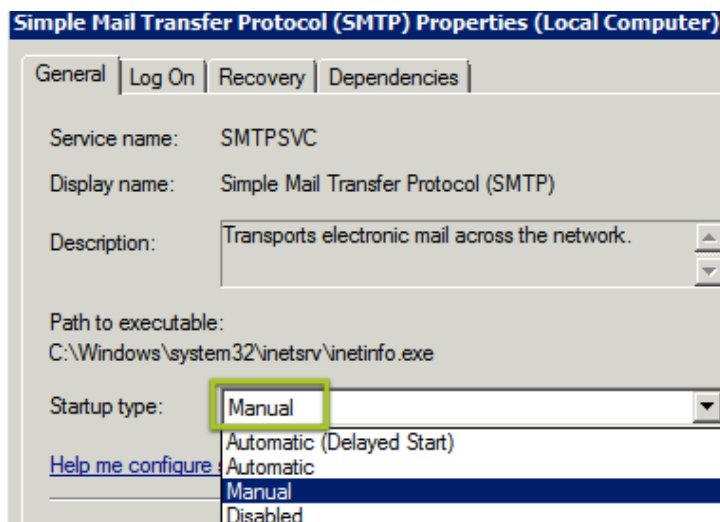 Simple Mail Transfer Protocol (SMTP) Properties (Local Computer)
General Log On Recovery Dependencies
Service name: SMTPSVC
Display name: Simple Mail Transfer Protocol (SMTP)
Description: Transports electronic mail across the network.
Path to executable:
C:\Windows\system32\inetsrv\inetinfo.exe
Startup type: Manual
Automatic (Delayed Start)
Help me configure Automatic
Manual
Disabled